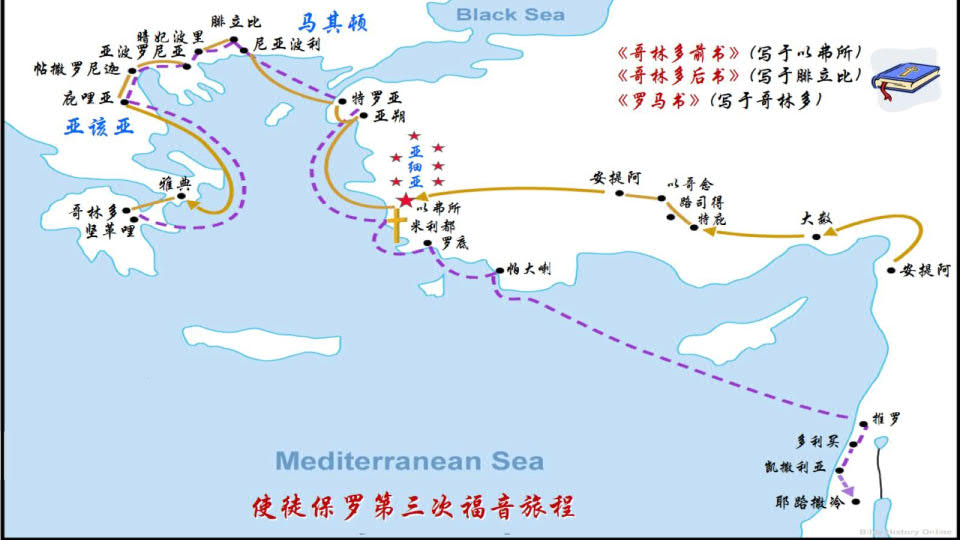 Black Sea
腓立比
马其顿
暗妃波里
尼亚波利
亚波罗尼亚
帖撒罗尼迦
庇哩亚
亚该亚
《哥林多前书》(写于以弗所)
《哥林多后书》(写于腓立比)
《罗马书》(写于哥林多)
特罗亚
亚朔
亚细亚
雅典
哥林多
坚革哩
安提阿
以哥念
路司得
特庇
大数
安提阿
以弗所
米利都
罗底
帕大喇
推罗
多利买
凯撒利亚
耶路撒冷
Mediterranean Sea
使徒保罗第三次福音旅程